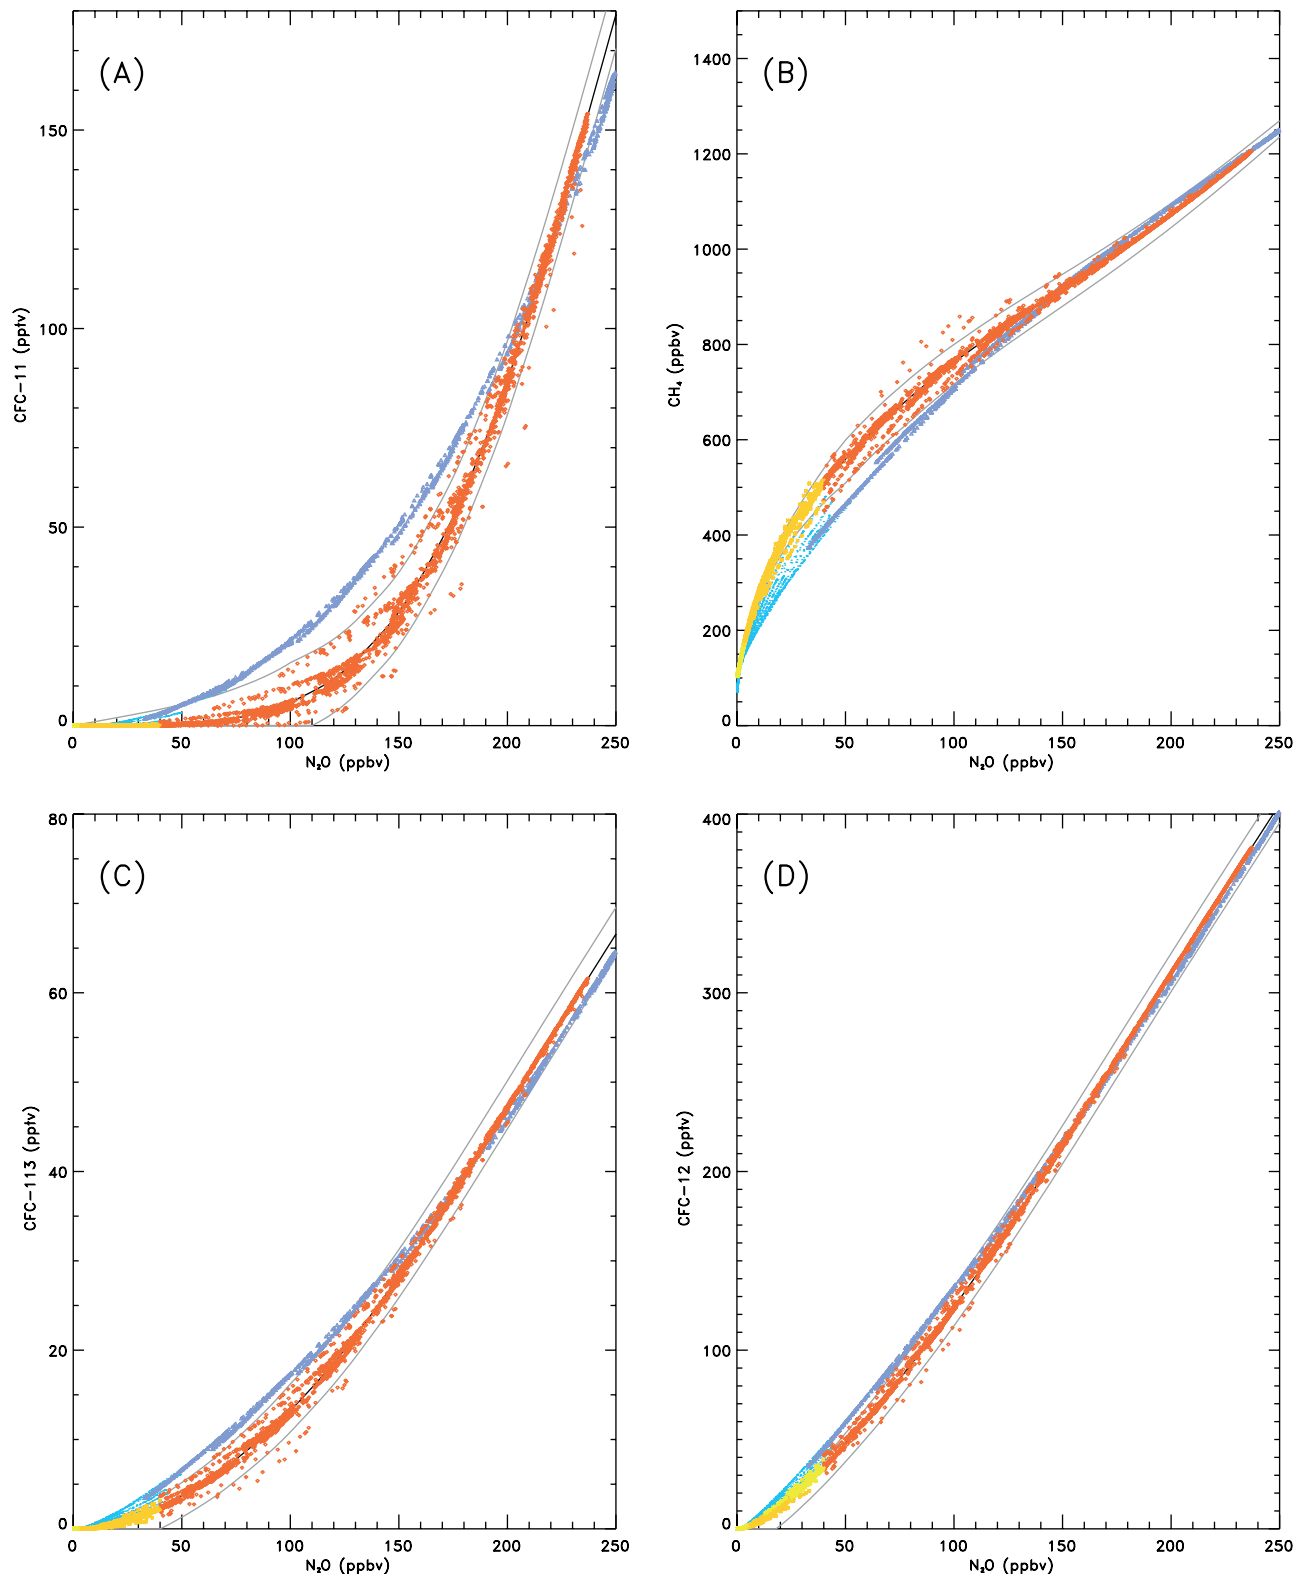 (A)
150
100
50
0
CFC-11 (pptv)
0 50 100 150 200 250
N₂O (ppbv)
(B)
1400
1200
1000
800
600
400
200
0
CH₄ (ppbv)
0 50 100 150 200 250
N₂O (ppbv)
(C)
80
60
40
20
0
CFC-113 (pptv)
0 50 100 150 200 250
N₂O (ppbv)
(D)
400
300
200
100
0
CFC-12 (pptv)
0 50 100 150 200 250
N₂O (ppbv)